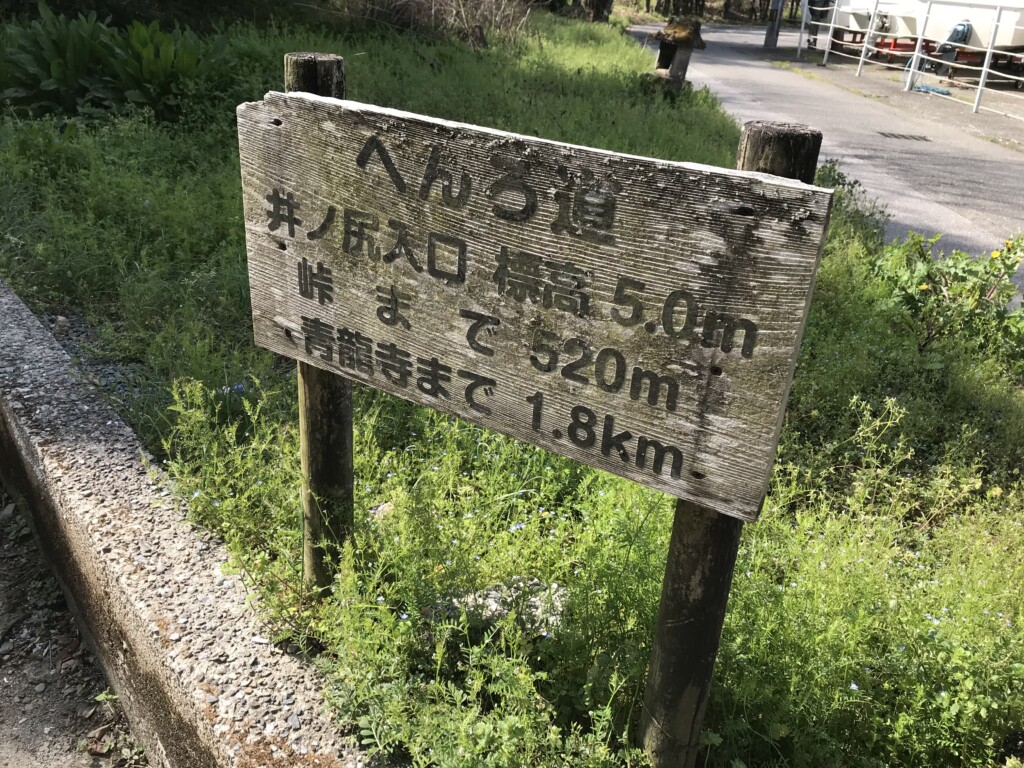 へんろ道
井ノ尻入口 標高 5.0m
峠まで 520m
青龍寺まで 1.8km